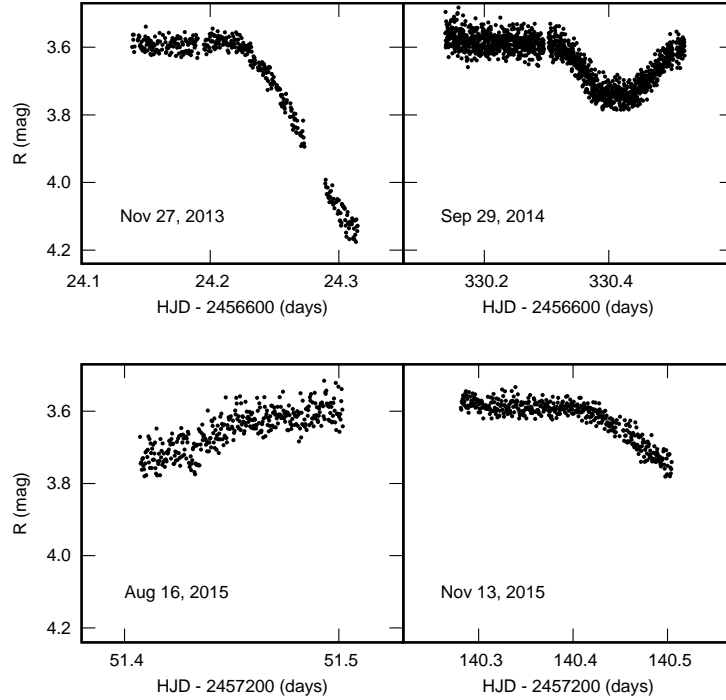 3.6
3.8
4.0
4.2
R (mag)
Nov 27, 2013
Sep 29, 2014
24.1
24.2
24.3
330.2
330.4
HJD - 2456600 (days)
HJD - 2456600 (days)
3.6
3.8
4.0
4.2
R (mag)
Aug 16, 2015
Nov 13, 2015
51.4
51.5
140.3
140.4
140.5
HJD - 2457200 (days)
HJD - 2457200 (days)